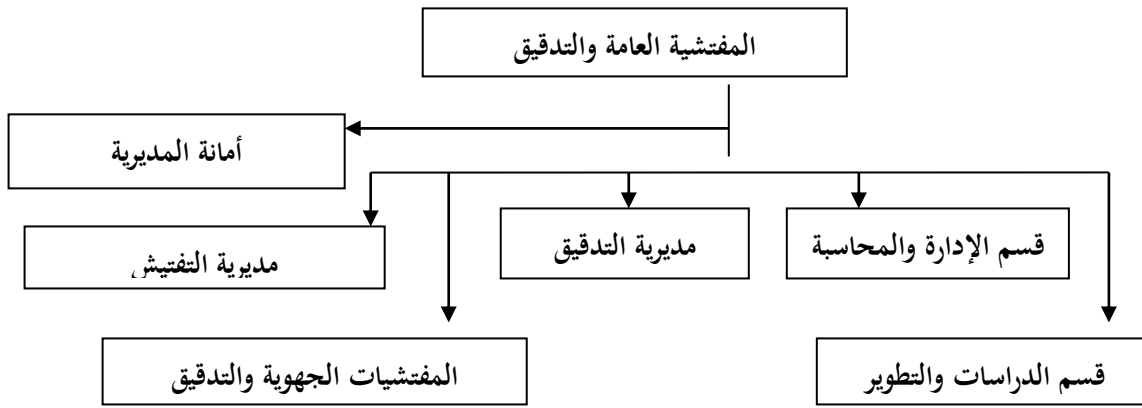 المفتشية العامة والتدقيق
أمانة المديرية
قسم الإدارة والمحاسبة
مديرية التدقيق
مديرية التفتيش
قسم الدراسات والتطوير
المفتشيات الجهوية والتدقيق